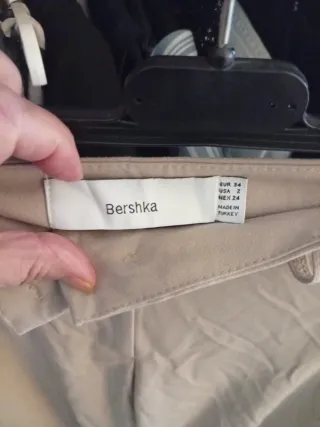 Bershka
EUR 34
USA 2
MEX 24
MADE IN
TURKEY